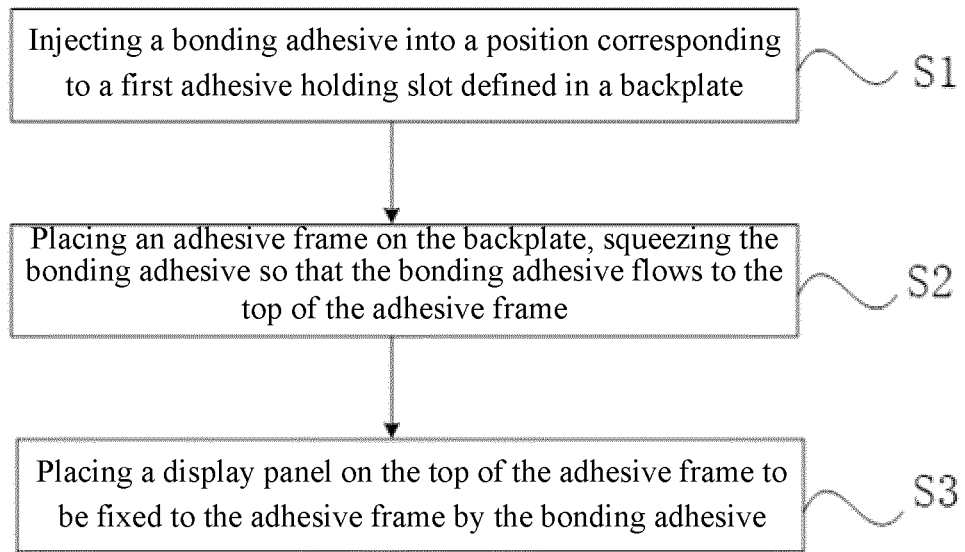 Injecting a bonding adhesive into a position corresponding
to a first adhesive holding slot defined in a backplate
S1
Placing an adhesive frame on the backplate, squeezing the
bonding adhesive so that the bonding adhesive flows to the
top of the adhesive frame
S2
Placing a display panel on the top of the adhesive frame to
be fixed to the adhesive frame by the bonding adhesive
S3